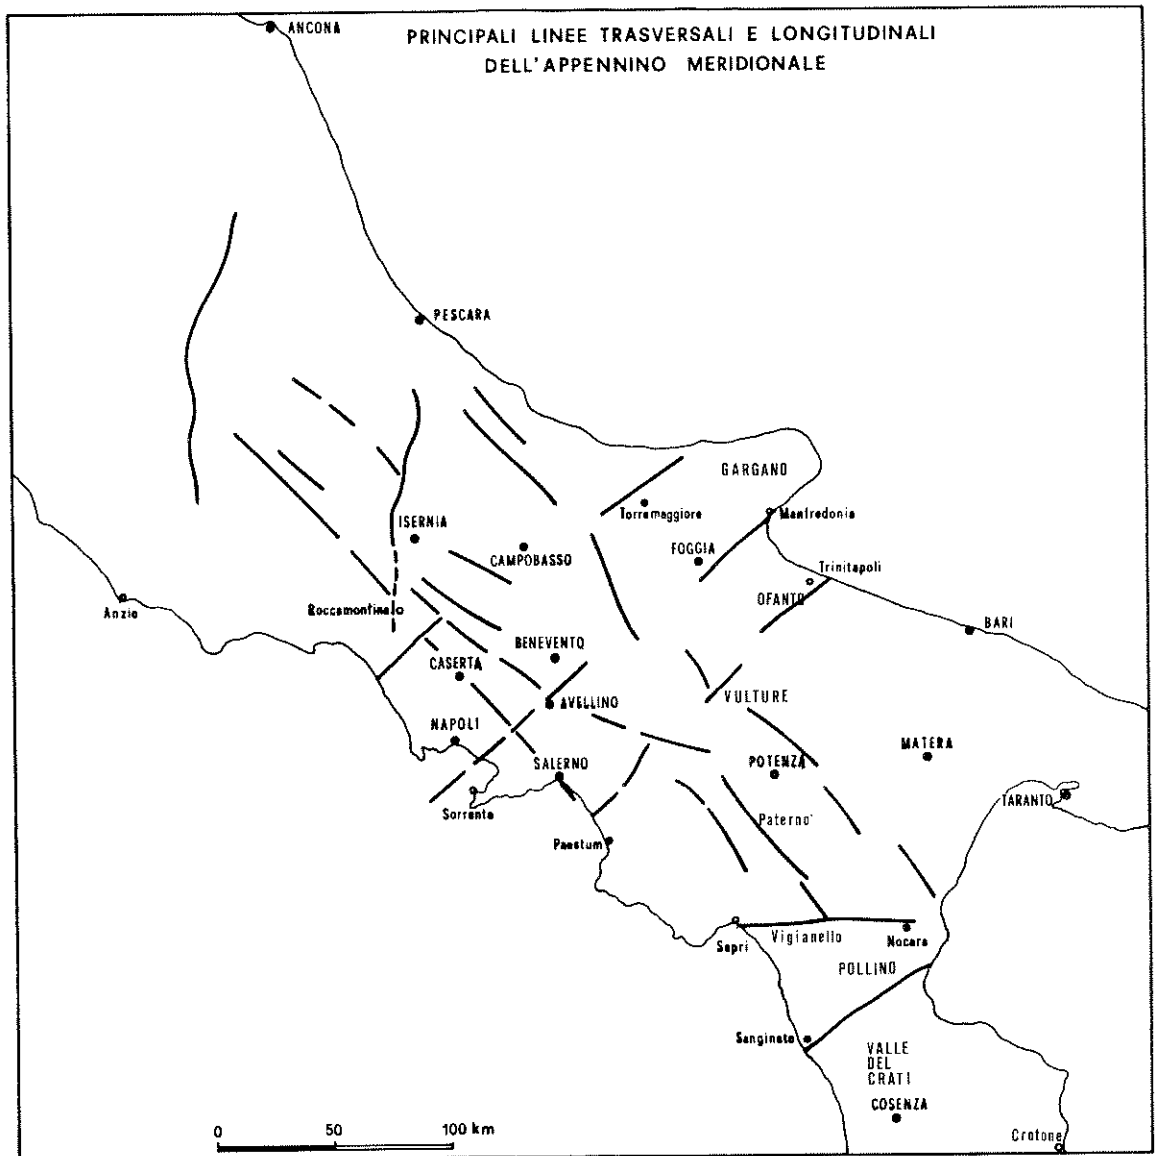 ANCONA
PRINCIPALI LINEE TRASVERSALI E LONGITUDINALI
DELL'APPENNINO MERIDIONALE
PESCARA
GARGANO
Torremaggiore
Manfredonia
ISERNIA
CAMPOBASSO
FOGGIA
Trinitapoli
OFANTO
Anzio
Roccamonfina
BARI
BENEVENTO
CASERTA
AVELLINO
VULTURE
NAPOLI
MATERA
SALERNO
POTENZA
TARANTO
Sorrento
Paterno'
Paestum
Sapri
Vigianello
Nocara
POLLINO
Sangineto
VALLE
DEL
CRATI
COSENZA
Crotone
0 50 100 km